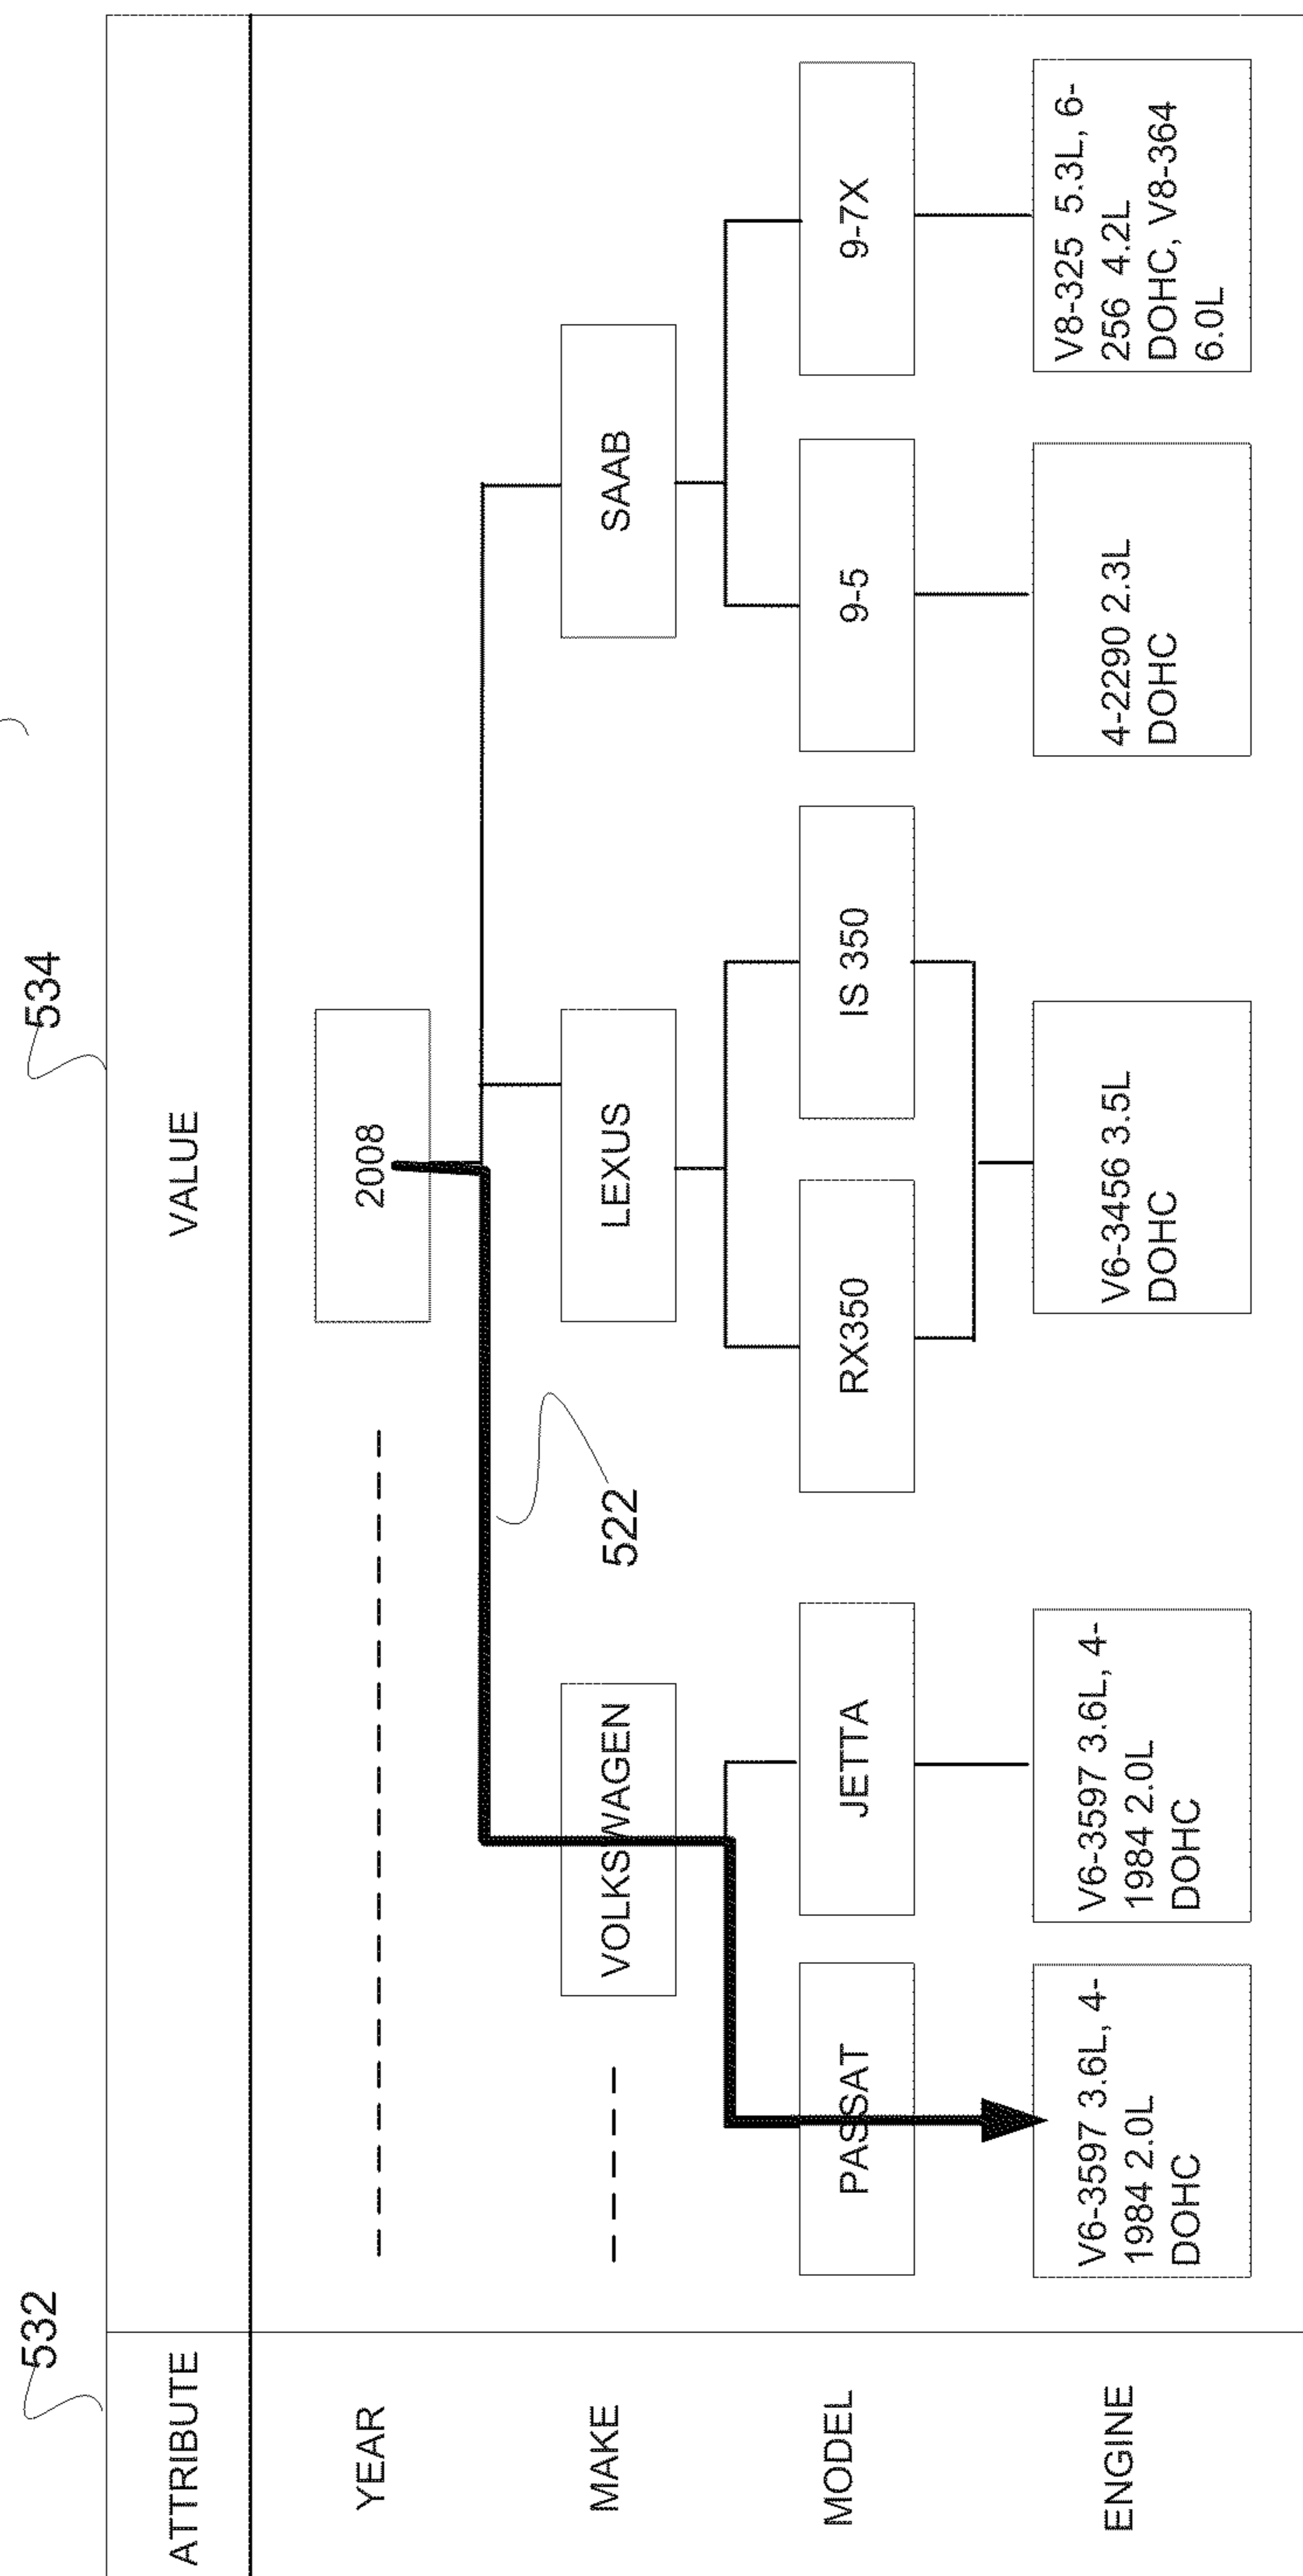 532
534
ATTRIBUTE
VALUE
YEAR
2008
522
MAKE
VOLKSWAGEN
LEXUS
SAAB
MODEL
PASSAT
JETTA
RX350
IS 350
9-5
9-7X
ENGINE
V6-3597 3.6L, 4-
1984 2.0L
DOHC
V6-3597 3.6L, 4-
1984 2.0L
DOHC
V6-3456 3.5L
DOHC
4-2290 2.3L
DOHC
V8-325 5.3L, 6-
256 4.2L
DOHC, V8-364
6.0L